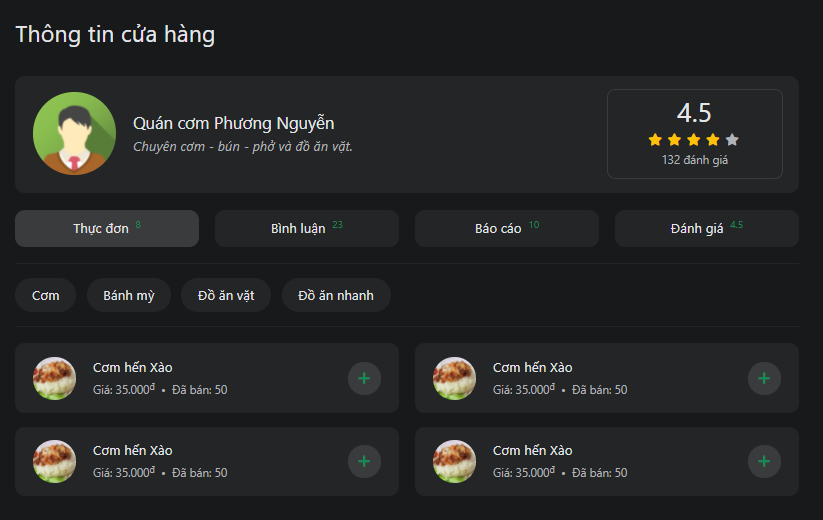 Thông tin cửa hàng
Quán cơm Phương Nguyễn
Chuyên cơm - bún - phở và đồ ăn vặt.
4.5
132 đánh giá
Thực đơn 8
Bình luận 23
Báo cáo 10
Đánh giá 4.5
Cơm
Bánh mỳ
Đồ ăn vặt
Đồ ăn nhanh
Cơm hến Xào
Giá: 35.000đ • Đã bán: 50
+
Cơm hến Xào
Giá: 35.000đ • Đã bán: 50
+
Cơm hến Xào
Giá: 35.000đ • Đã bán: 50
+
Cơm hến Xào
Giá: 35.000đ • Đã bán: 50
+